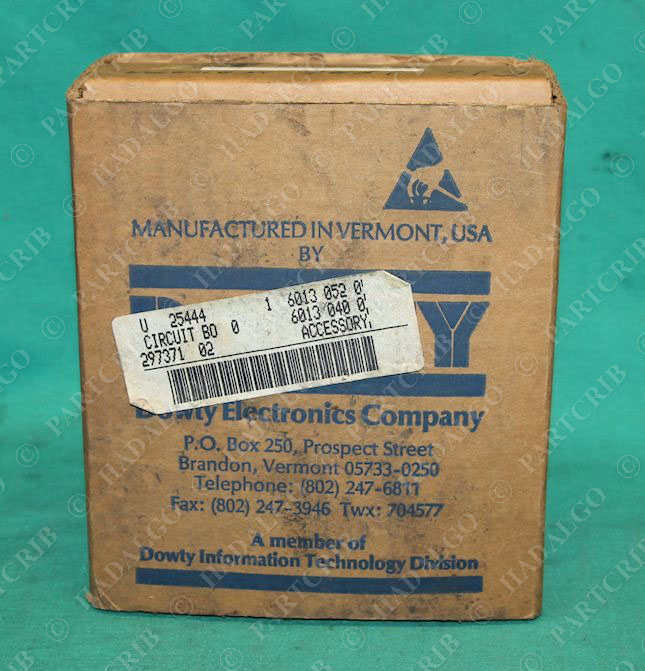 MANUFACTURED IN VERMONT, USA
BY
U 25444 1 6013 052 0
CIRCUIT BO 0 6013 040 0
297371 02 ACCESSORY,
Dowty Electronics Company
P.O. Box 250, Prospect Street
Brandon, Vermont 05733-0250
Telephone: (802) 247-6811
Fax: (802) 247-3946 Twx: 704577
A member of
Dowty Information Technology Division
© PARTCRIB
© HADALGO